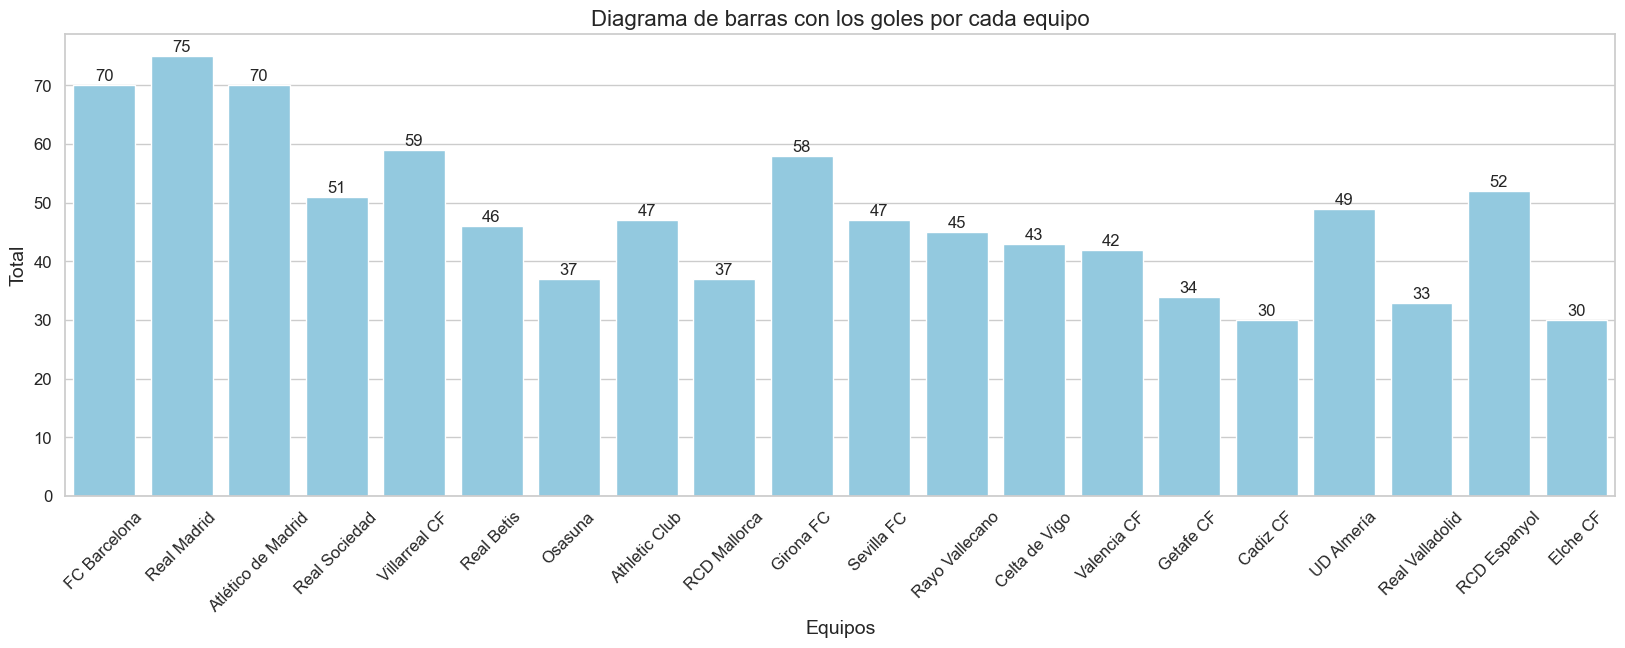 Diagrama de barras con los goles por cada equipo
Total
70
60
50
40
30
20
10
0
70
75
70
51
59
46
37
47
37
58
47
45
43
42
34
30
49
33
52
30
FC Barcelona
Real Madrid
Atlético de Madrid
Real Sociedad
Villarreal CF
Real Betis
Osasuna
Athletic Club
RCD Mallorca
Girona FC
Sevilla FC
Rayo Vallecano
Celta de Vigo
Valencia CF
Getafe CF
Cadiz CF
UD Almería
Real Valladolid
RCD Espanyol
Elche CF
Equipos